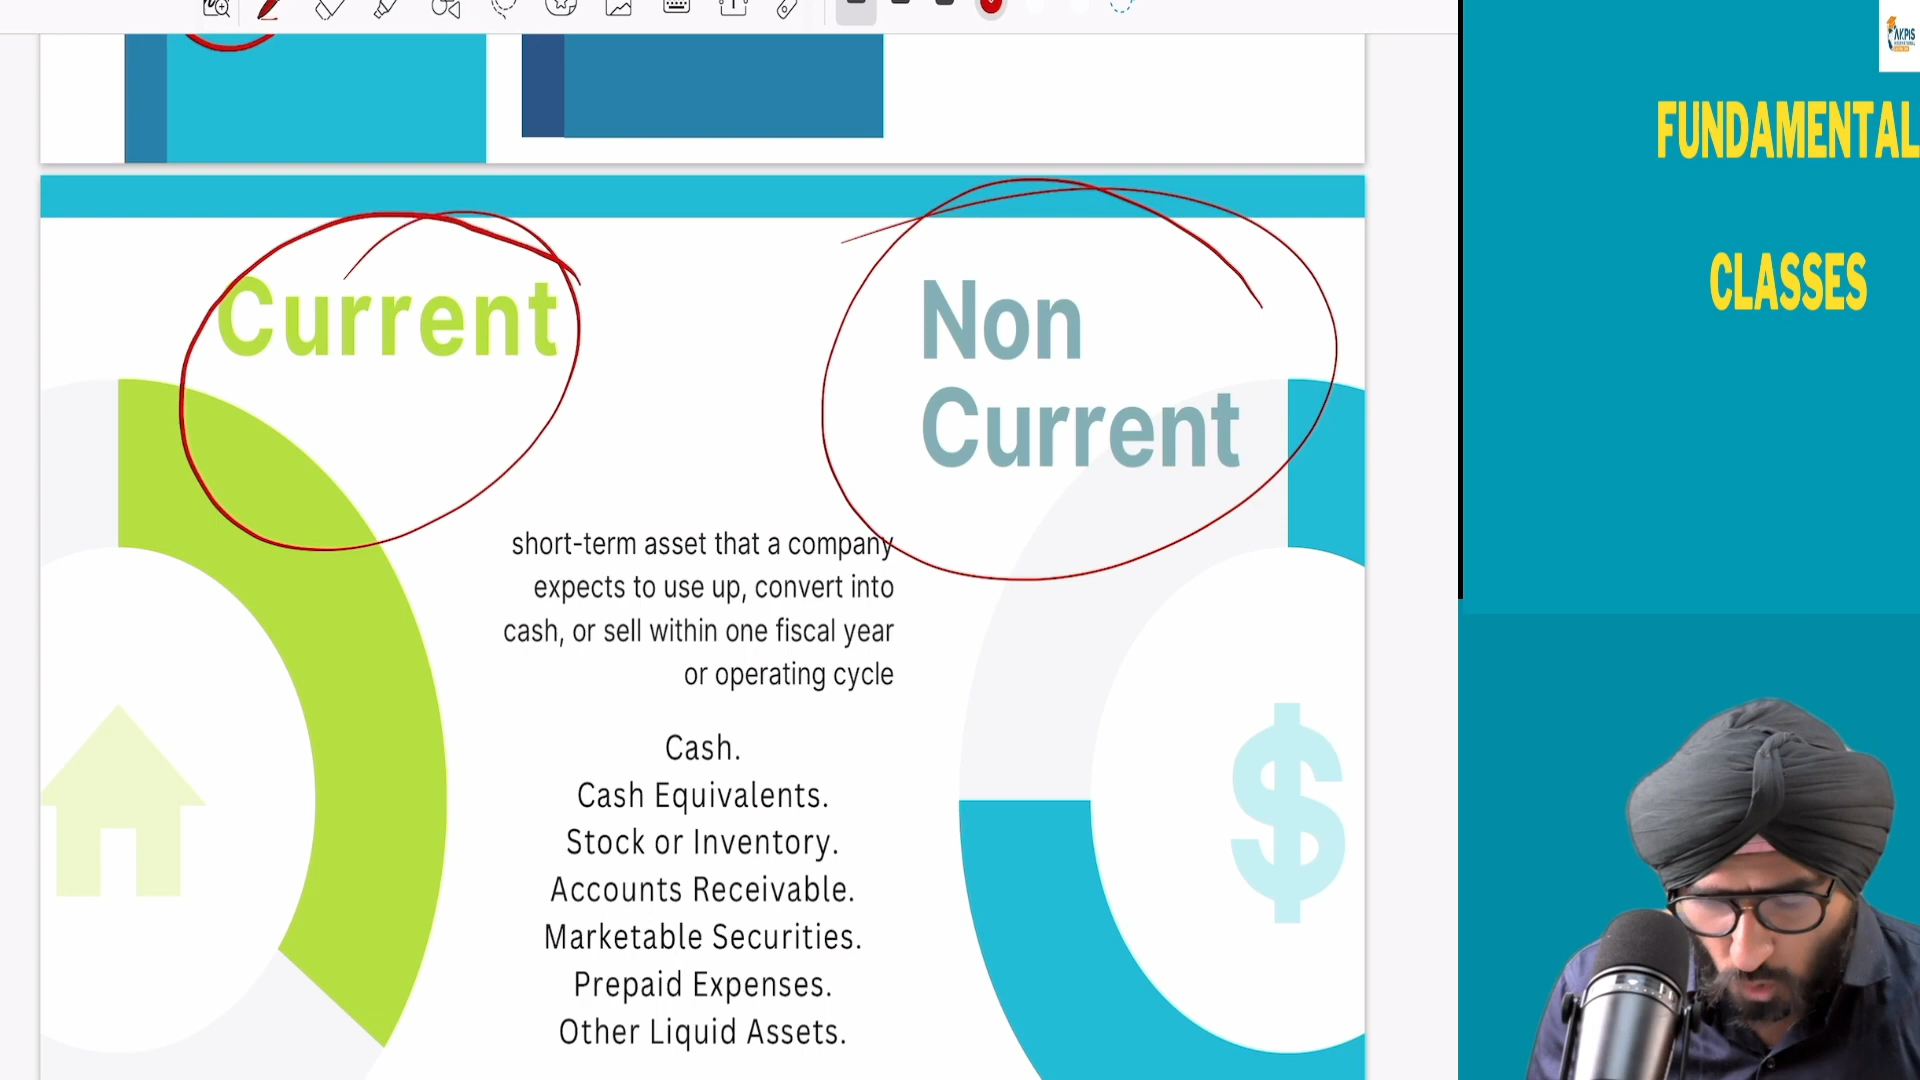 Current
Non
Current
short-term asset that a company
expects to use up, convert into
cash, or sell within one fiscal year
or operating cycle
Cash.
Cash Equivalents.
Stock or Inventory.
Accounts Receivable.
Marketable Securities.
Prepaid Expenses.
Other Liquid Assets.
$
FUNDAMENTAL
CLASSES
AKPIS